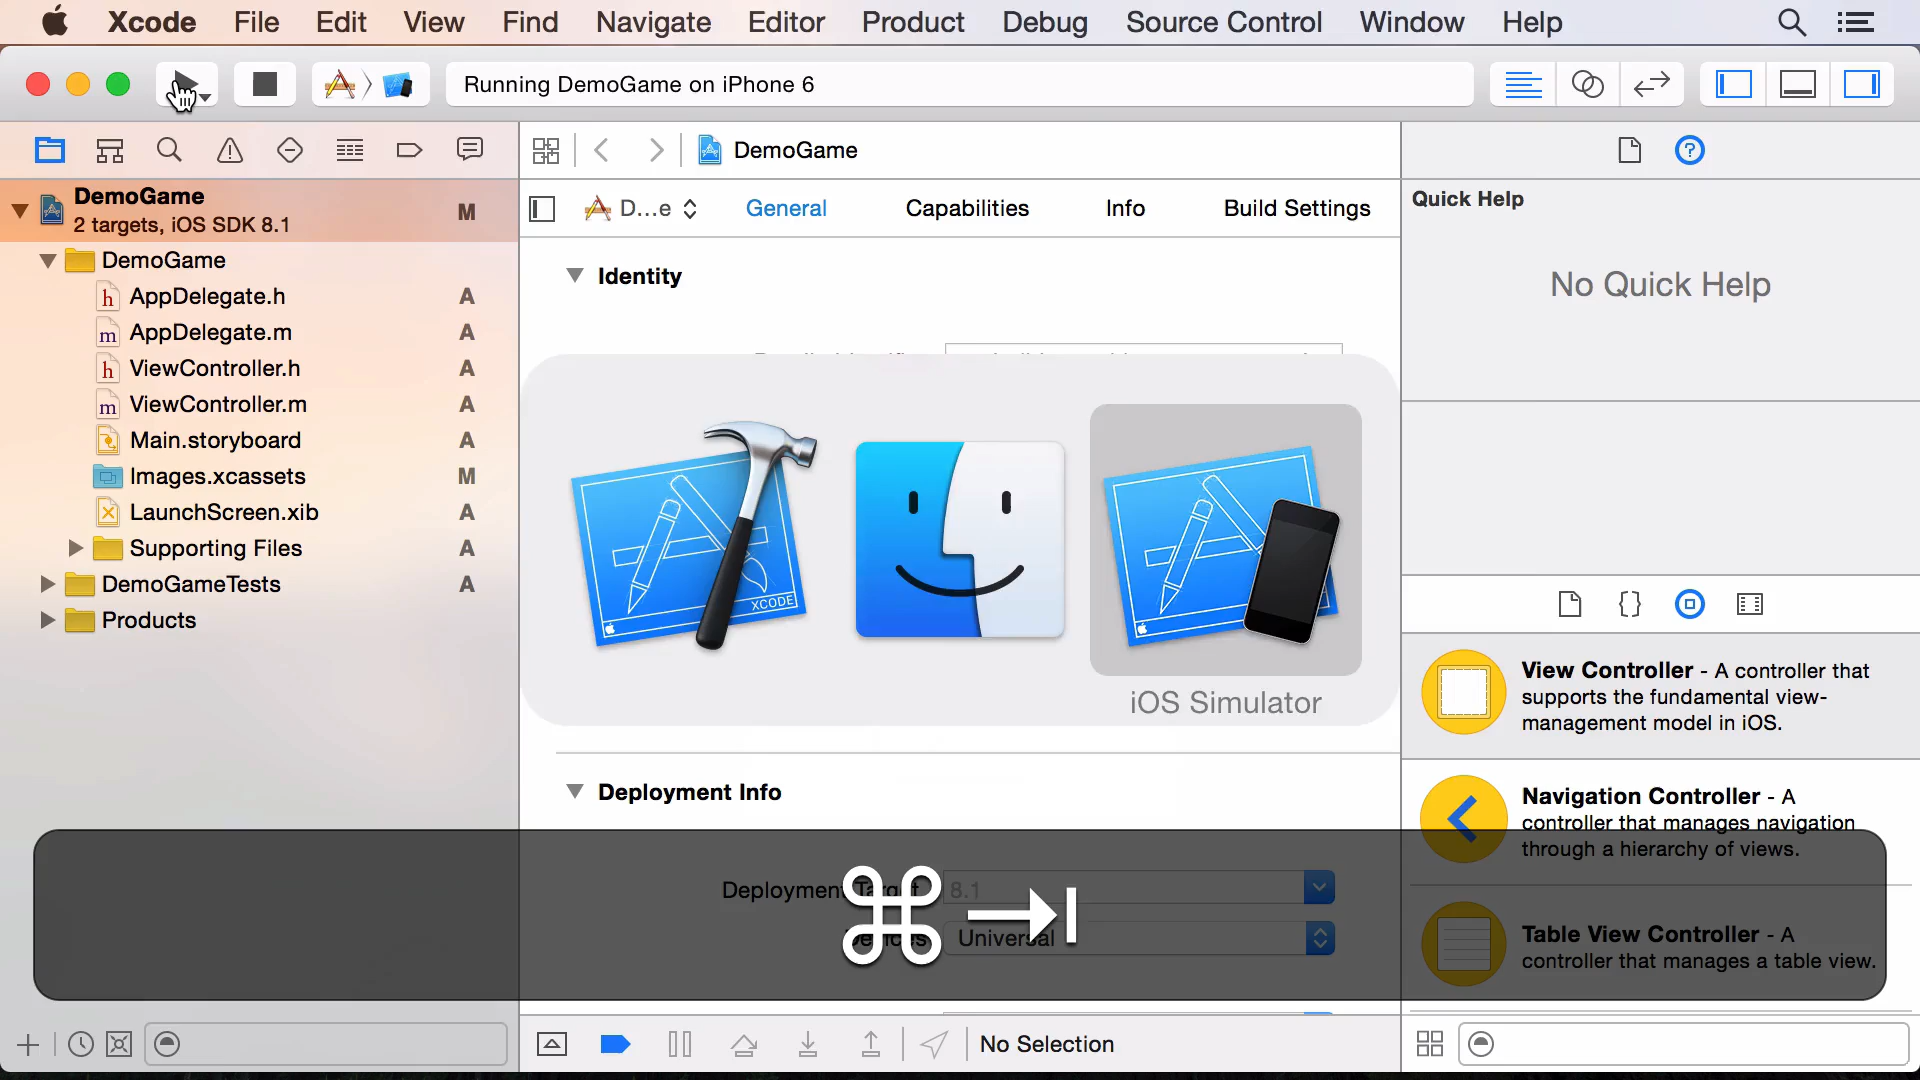 Xcode File Edit View Find Navigate Editor Product Debug Source Control Window Help
Running DemoGame on iPhone 6
DemoGame
D...e General Capabilities Info Build Settings
DemoGame M
2 targets, iOS SDK 8.1
DemoGame
AppDelegate.h A
AppDelegate.m A
ViewController.h A
ViewController.m A
Main.storyboard A
Images.xcassets M
LaunchScreen.xib A
Supporting Files A
DemoGameTests A
Products
Identity
XCODE
iOS Simulator
Deployment Info
Deployment Target 8.1
Devices Universal
No Selection
Quick Help
No Quick Help
View Controller - A controller that
supports the fundamental view-
management model in iOS.
Navigation Controller - A
controller that manages navigation
through a hierarchy of views.
Table View Controller - A
controller that manages a table view.